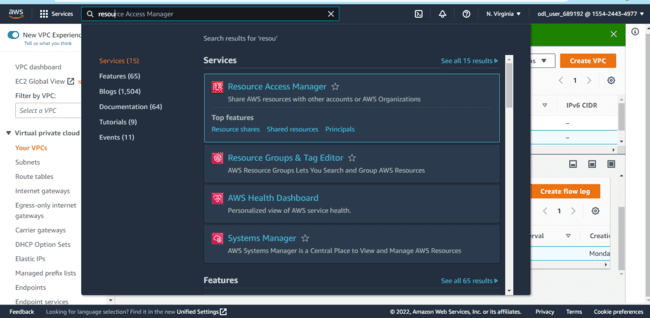 aws
Services
resource Access Manager
N. Virginia
odl_user_689192 @ 1554-2443-4977
New VPC Experien
Tell us what you think
VPC dashboard
EC2 Global View
Filter by VPC:
Select a VPC
Virtual private cloud
Your VPCs
Subnets
Route tables
Internet gateways
Egress-only internet
gateways
Carrier gateways
DHCP Option Sets
Elastic IPs
Managed prefix lists
Endpoints
Endpoint services
Search results for 'resou'
Services (15)
Features (65)
Blogs (1,504)
Documentation (64)
Tutorials (9)
Events (11)
Services
See all 15 results
Resource Access Manager
Share AWS resources with other accounts or AWS Organizations
Top features
Resource shares Shared resources Principals
Resource Groups & Tag Editor
AWS Resource Groups Lets You Search and Group AWS Resources
AWS Health Dashboard
Personalized view of AWS service health.
Systems Manager
AWS Systems Manager is a Central Place to View and Manage AWS Resources
Features
See all 65 results
ns
Create VPC
1
IPv6 CIDR
–
–
Create flow log
1
rval
Creatio
Monda
Feedback
Looking for language selection? Find it in the new Unified Settings
© 2022, Amazon Web Services, Inc. or its affiliates.
Privacy
Terms
Cookie preferences